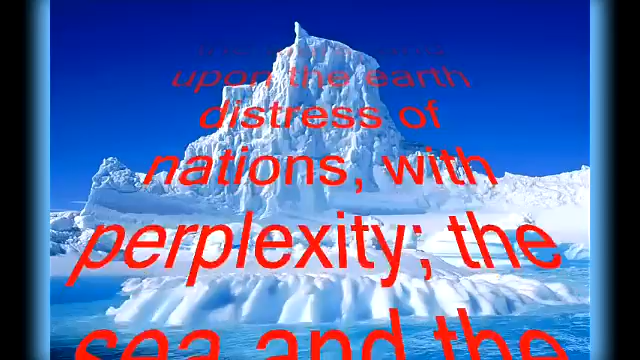 upon the earth
distress of
nations, with
perplexity; the
sea and the